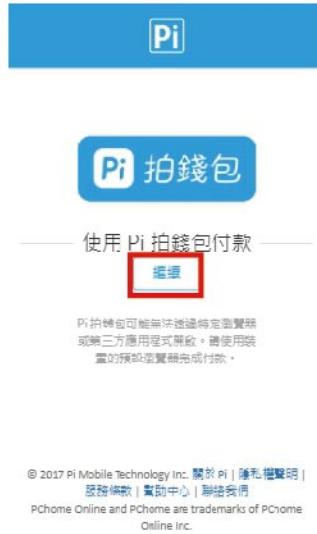 Pi
Pi 拍錢包
使用 Pi 拍錢包付款
繼續
Pi 拍錢包可能無法透過特定瀏覽器
或第三方應用程式開啟。請使用裝
置的預設瀏覽器完成付款。
© 2017 Pi Mobile Technology Inc. 關於 Pi | 隱私權聲明 |
服務條款 | 幫助中心 | 聯絡我們
PChome Online and PChome are trademarks of PChome
Online Inc.